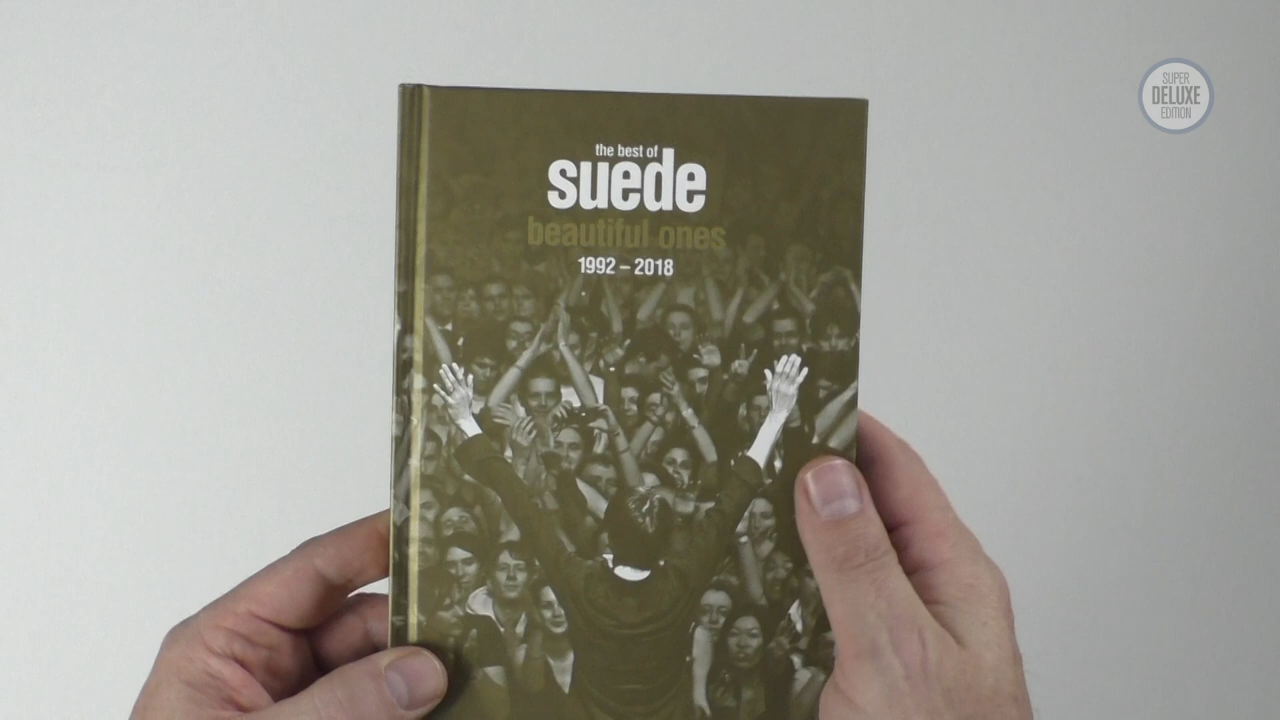 the best of
suede
beautiful ones
1992 – 2018
SUPER
DELUXE
EDITION